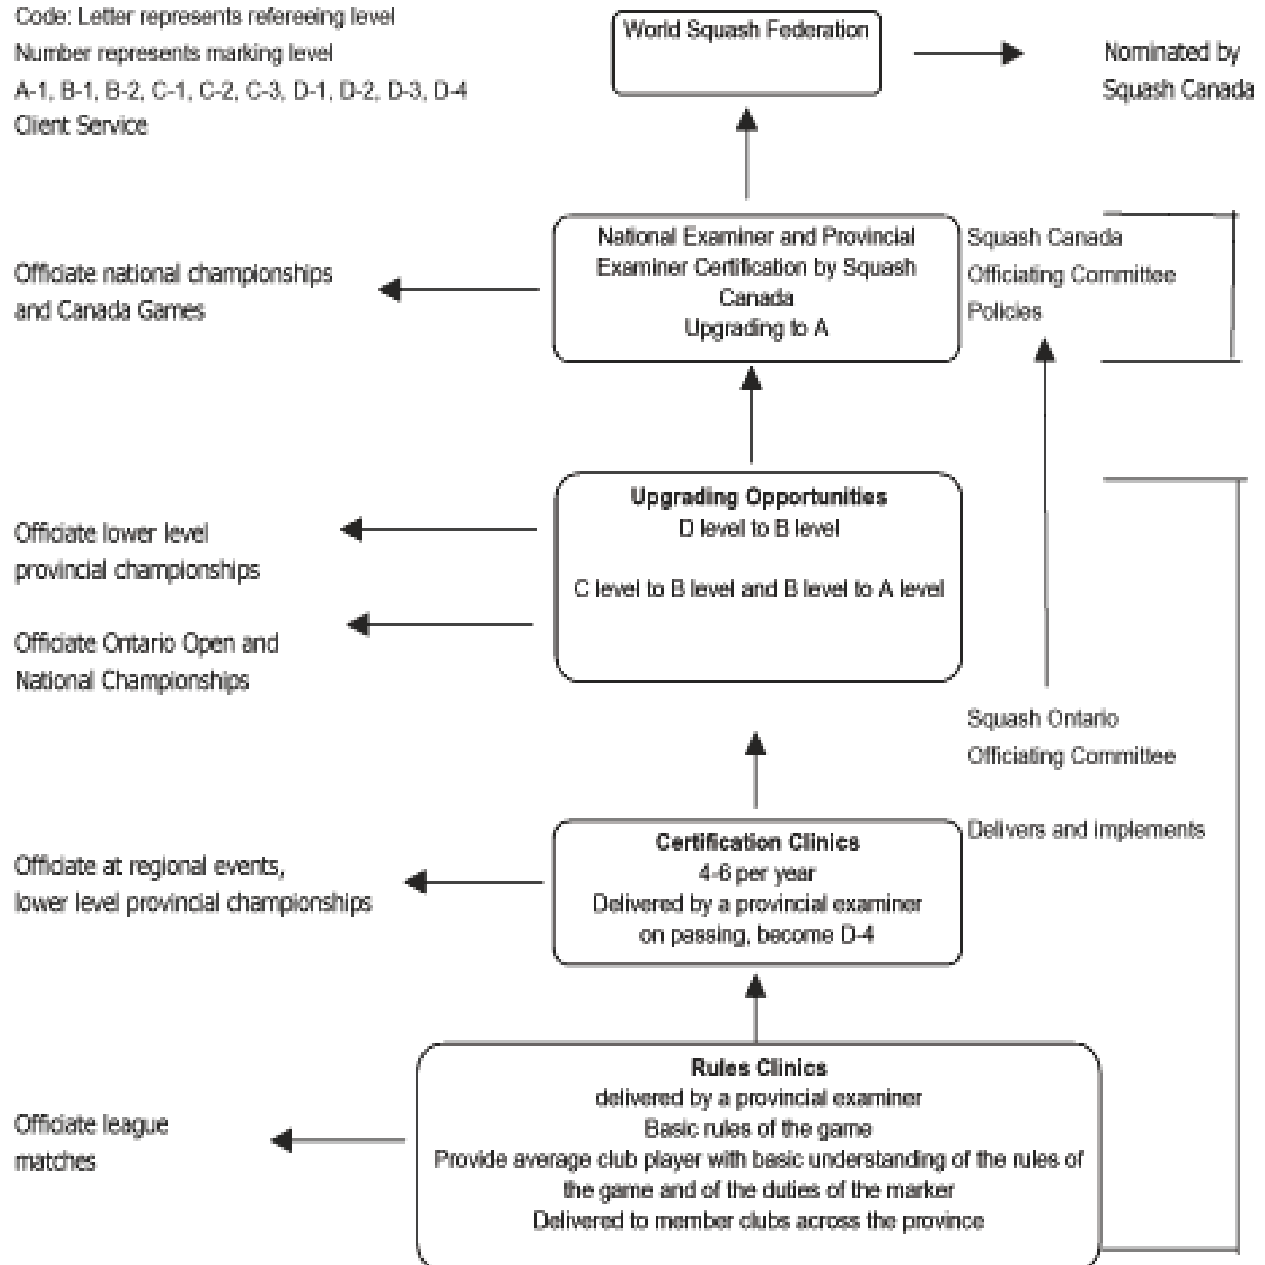 Code: Letter represents refereeing level
Number represents marking level
A-1, B-1, B-2, C-1, C-2, C-3, D-1, D-2, D-3, D-4
Client Service
World Squash Federation
Nominated by
Squash Canada
Officiate national championships
and Canada Games
National Examiner and Provincial
Examiner Certification by Squash
Canada
Upgrading to A
Squash Canada
Officiating Committee
Policies
Officiate lower level
provincial championships
Officiate Ontario Open and
National Championships
Upgrading Opportunities
D level to B level
C level to B level and B level to A level
Squash Ontario
Officiating Committee
Delivers and implements
Officiate at regional events,
lower level provincial championships
Certification Clinics
4-6 per year
Delivered by a provincial examiner
on passing, become D-4
Officiate league
matches
Rules Clinics
delivered by a provincial examiner
Basic rules of the game
Provide average club player with basic understanding of the rules of
the game and of the duties of the marker
Delivered to member clubs across the province